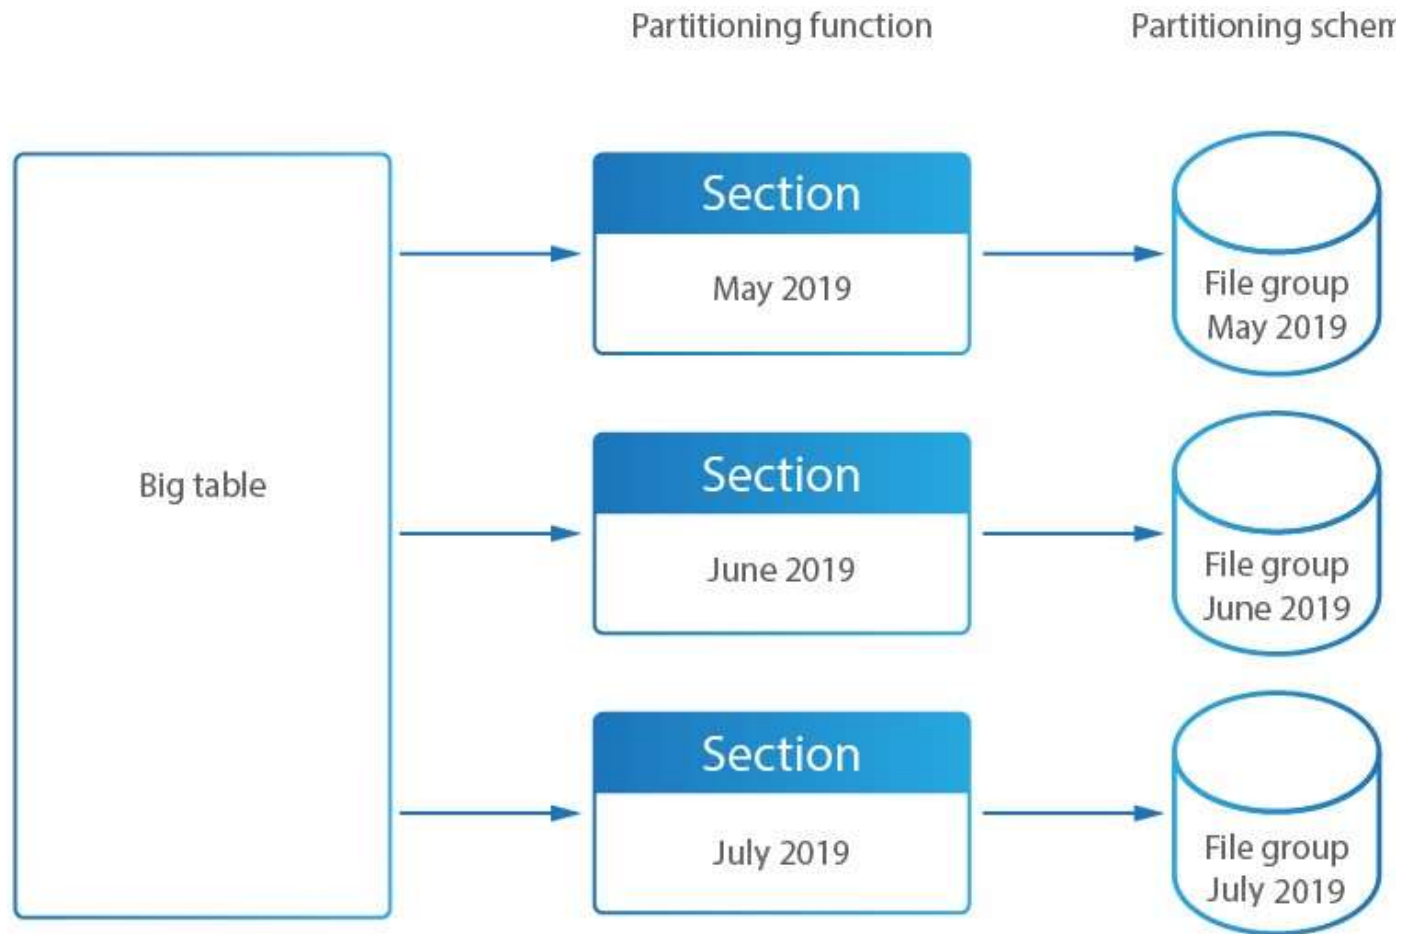 Partitioning function
Partitioning schem
Big table
Section
May 2019
File group
May 2019
Section
June 2019
File group
June 2019
Section
July 2019
File group
July 2019